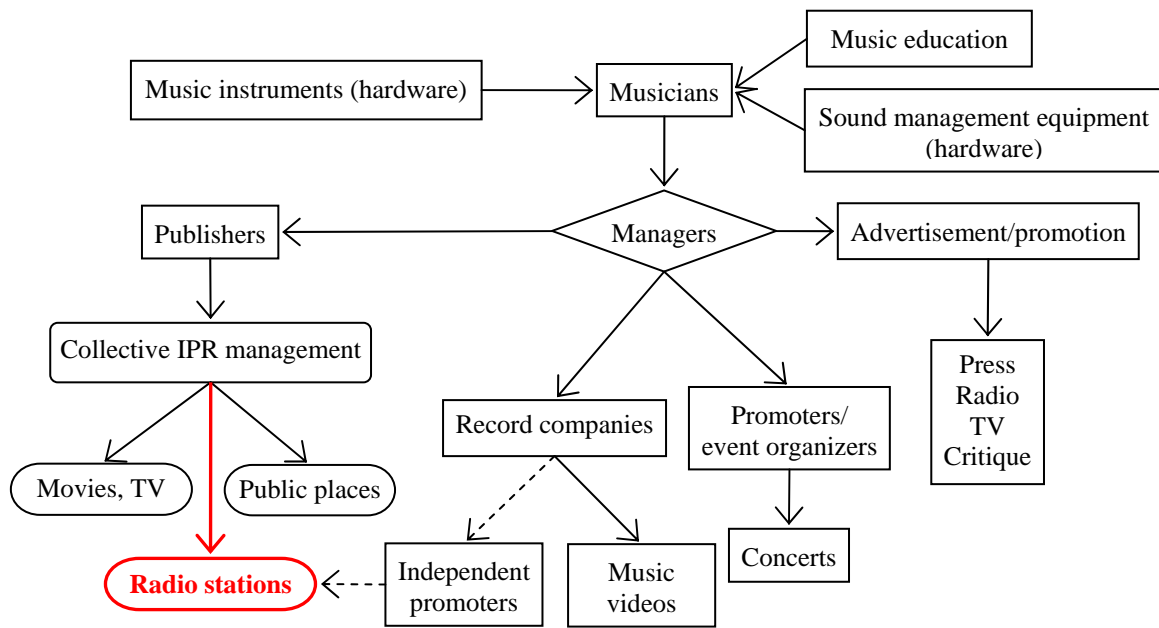 Music education
Music instruments (hardware)
Musicians
Sound management equipment
(hardware)
Publishers
Managers
Advertisement/promotion
Collective IPR management
Press
Radio
TV
Critique
Record companies
Promoters/
event organizers
Movies, TV
Public places
Concerts
Radio stations
Independent
promoters
Music
videos